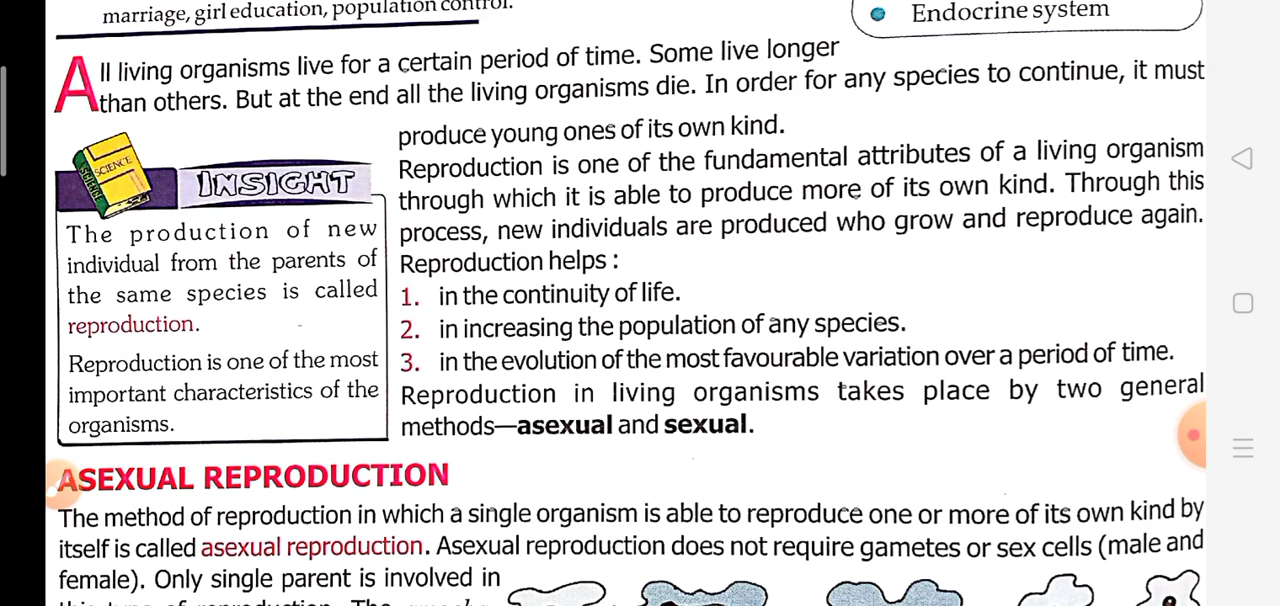 marriage, girl education, population control.
Endocrine system
All living organisms live for a certain period of time. Some live longer
than others. But at the end all the living organisms die. In order for any species to continue, it must
produce young ones of its own kind.
Reproduction is one of the fundamental attributes of a living organism
through which it is able to produce more of its own kind. Through this
process, new individuals are produced who grow and reproduce again.
Reproduction helps :
1. in the continuity of life.
2. in increasing the population of any species.
3. in the evolution of the most favourable variation over a period of time.
Reproduction in living organisms takes place by two general
methods—asexual and sexual.
SCIENCE
SCIENCE
INSIGHT
The production of new
individual from the parents of
the same species is called
reproduction.
Reproduction is one of the most
important characteristics of the
organisms.
ASEXUAL REPRODUCTION
The method of reproduction in which a single organism is able to reproduce one or more of its own kind by
itself is called asexual reproduction. Asexual reproduction does not require gametes or sex cells (male and
female). Only single parent is involved in